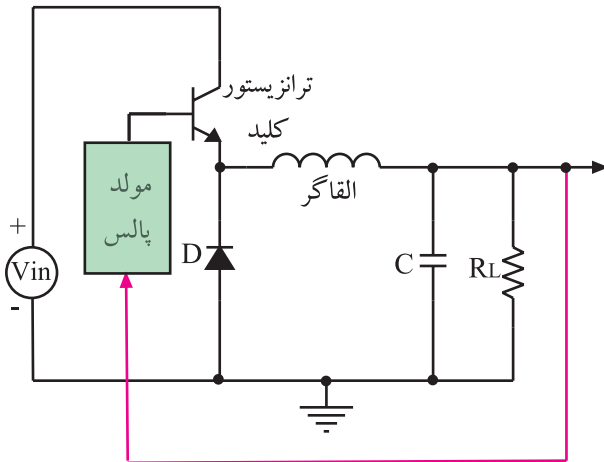 ترانزیستور
کلید
مولد
پالس
القاگر
D
C
RL
+
Vin
-